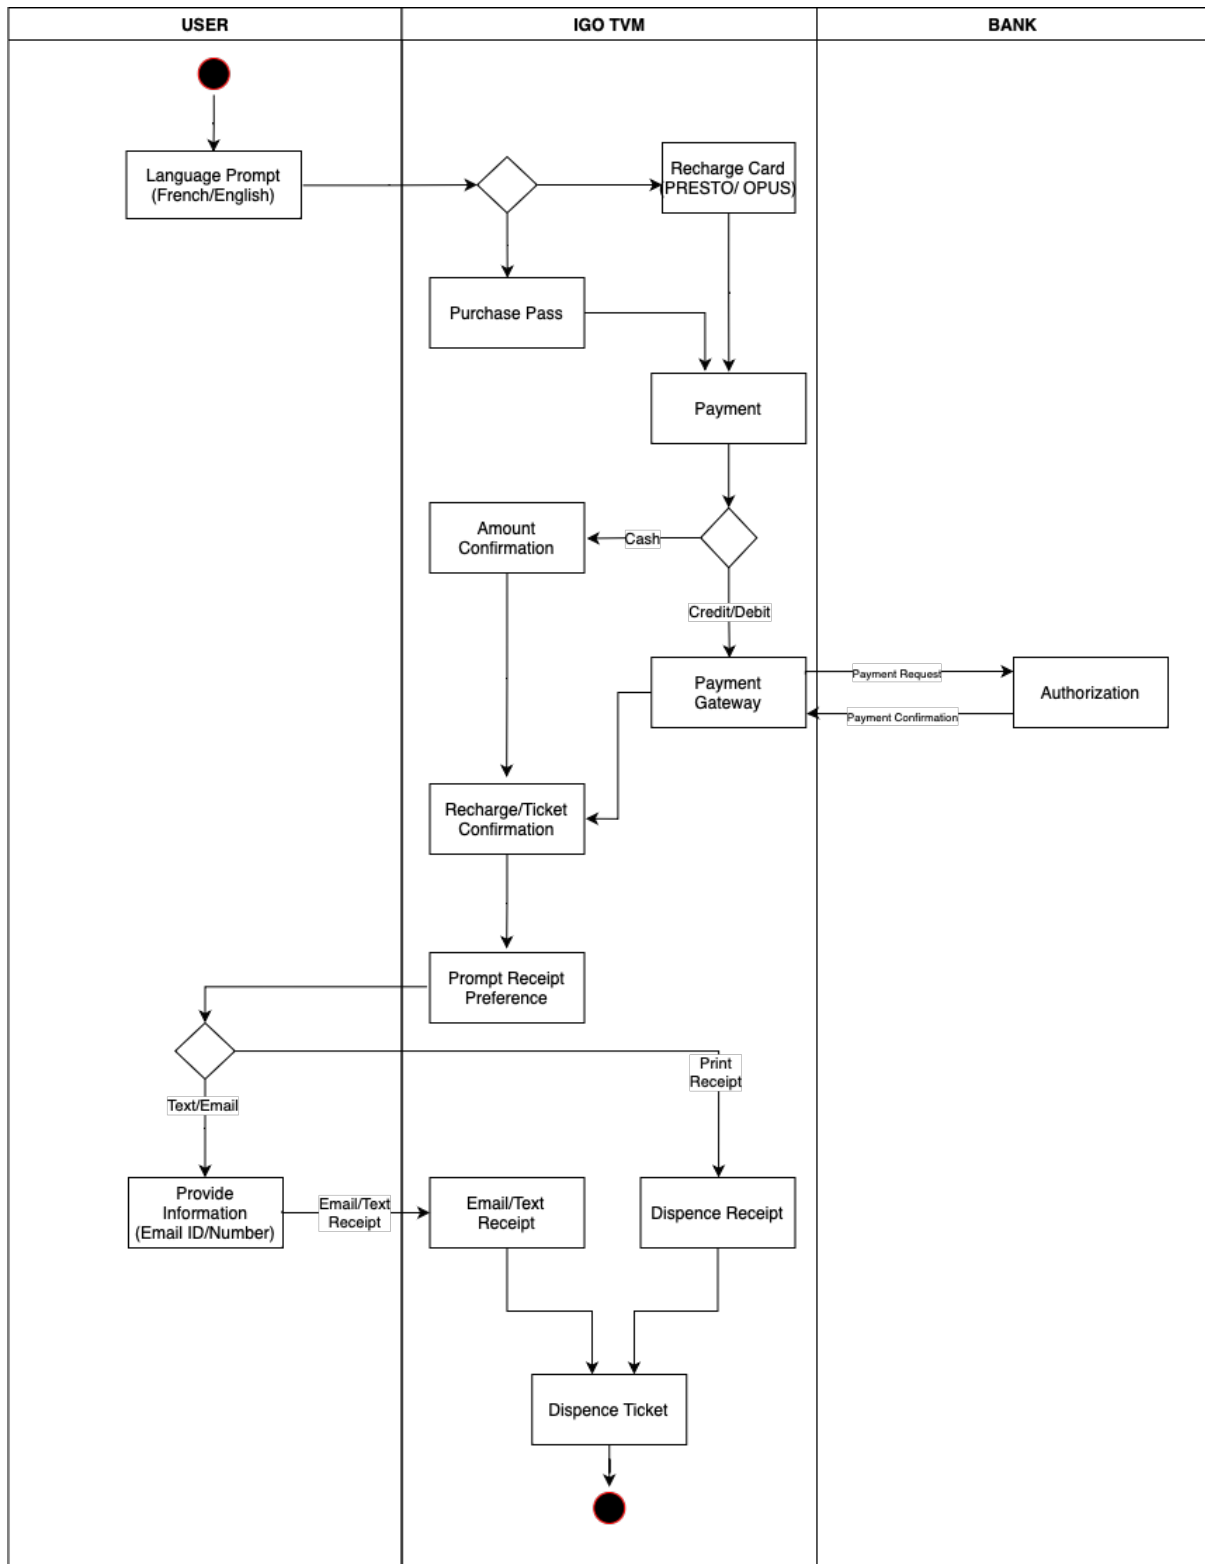 USER
IGO TVM
BANK
Language Prompt
(French/English)
Recharge Card
(PRESTO/ OPUS)
Purchase Pass
Payment
Amount
Confirmation
Cash
Credit/Debit
Payment
Gateway
Payment Request
Payment Confirmation
Authorization
Recharge/Ticket
Confirmation
Prompt Receipt
Preference
Print
Receipt
Text/Email
Provide
Information
(Email ID/Number)
Email/Text
Receipt
Email/Text
Receipt
Dispence Receipt
Dispence Ticket